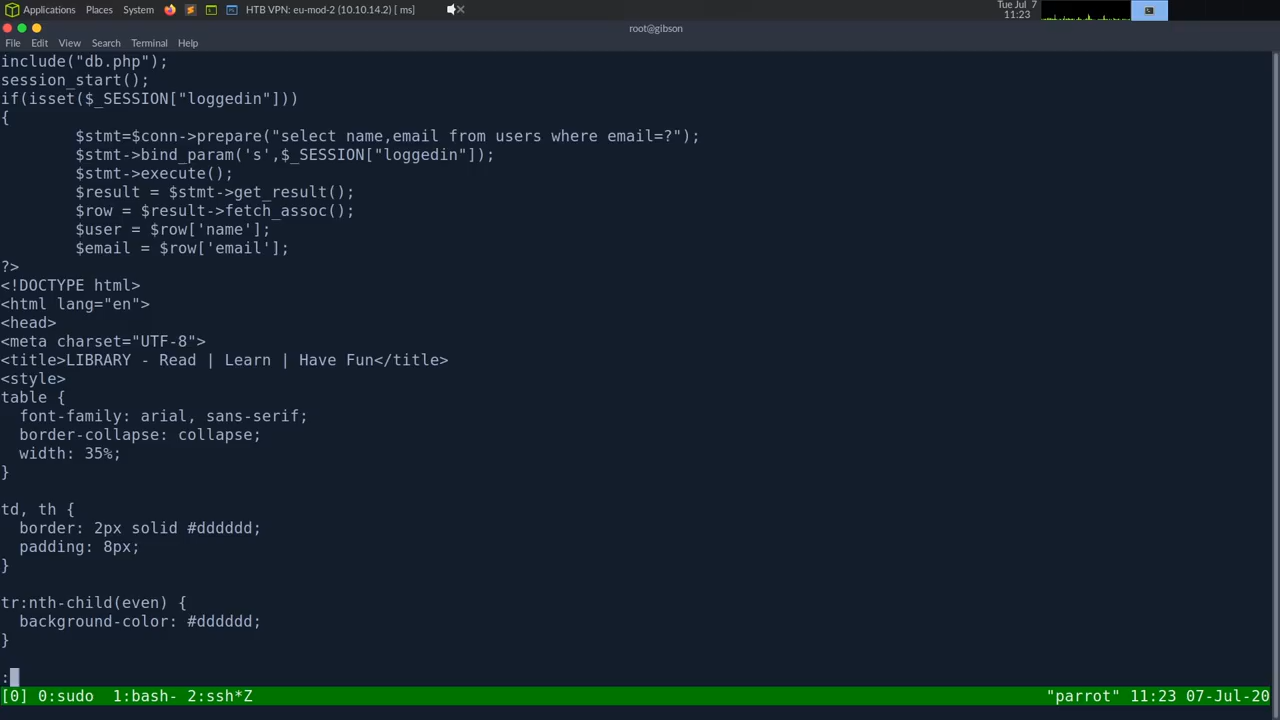 Applications Places System HTB VPN: eu-mod-2 (10.10.14.2) [ ms] Tue Jul 7
11:23
root@gibson
File Edit View Search Terminal Help
include("db.php");
session_start();
if(isset($_SESSION["loggedin"]))
{
        $stmt=$conn->prepare("select name,email from users where email=?");
        $stmt->bind_param('s',$_SESSION["loggedin"]);
        $stmt->execute();
        $result = $stmt->get_result();
        $row = $result->fetch_assoc();
        $user = $row['name'];
        $email = $row['email'];
?>
<!DOCTYPE html>
<html lang="en">
<head>
<meta charset="UTF-8">
<title>LIBRARY - Read | Learn | Have Fun</title>
<style>
table {
  font-family: arial, sans-serif;
  border-collapse: collapse;
  width: 35%;
}
td, th {
  border: 2px solid #dddddd;
  padding: 8px;
}
tr:nth-child(even) {
  background-color: #dddddd;
}
:
[0] 0:sudo  1:bash- 2:ssh*Z "parrot" 11:23 07-Jul-20